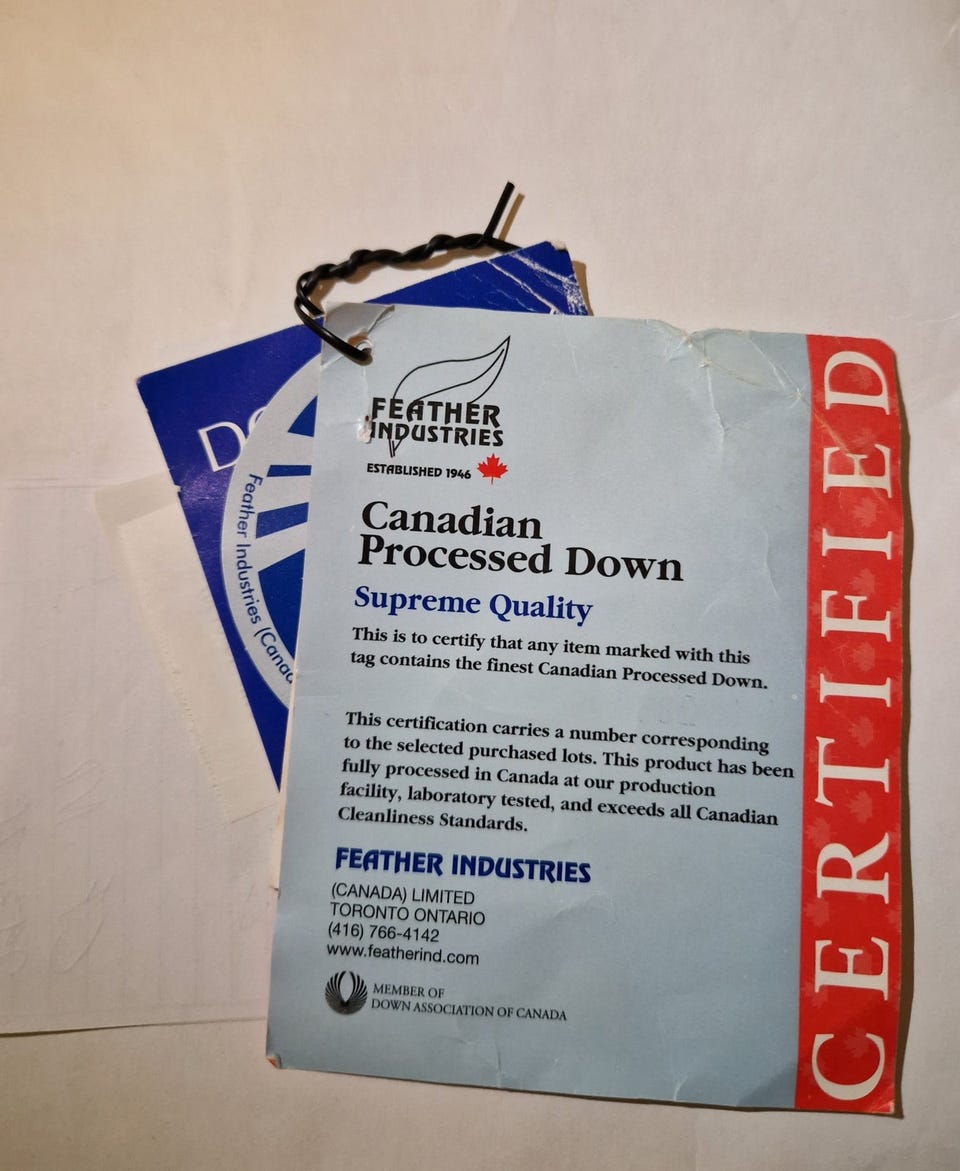 FEATHER
INDUSTRIES
ESTABLISHED 1946
Canadian
Processed Down
Supreme Quality
This is to certify that any item marked with this
tag contains the finest Canadian Processed Down.
This certification carries a number corresponding
to the selected purchased lots. This product has been
fully processed in Canada at our production
facility, laboratory tested, and exceeds all Canadian
Cleanliness Standards.
FEATHER INDUSTRIES
(CANADA) LIMITED
TORONTO ONTARIO
(416) 766-4142
www.featherind.com
MEMBER OF
DOWN ASSOCIATION OF CANADA
CERTIFIED
Feather Industries (Canad